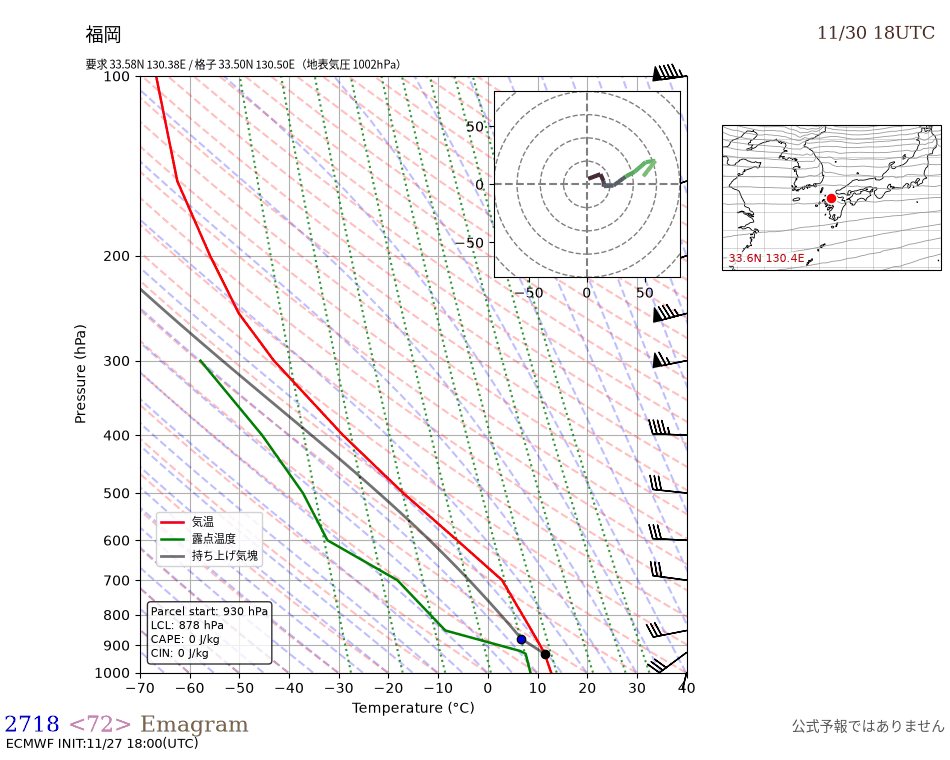 福岡
11/30 18UTC
要求 33.58N 130.38E / 格子 33.50N 130.50E（地表気圧 1002hPa）
100
200
300
400
500
600
700
800
900
1000
Pressure (hPa)
50
0
−50
−50 0 50
33.6N 130.4E
気温
露点温度
持ち上げ気塊
Parcel start: 930 hPa
LCL: 878 hPa
CAPE: 0 J/kg
CIN: 0 J/kg
−70 −60 −50 −40 −30 −20 −10 0 10 20 30 40
Temperature (°C)
2718 <72> Emagram
公式予報ではありません
ECMWF INIT:11/27 18:00(UTC)